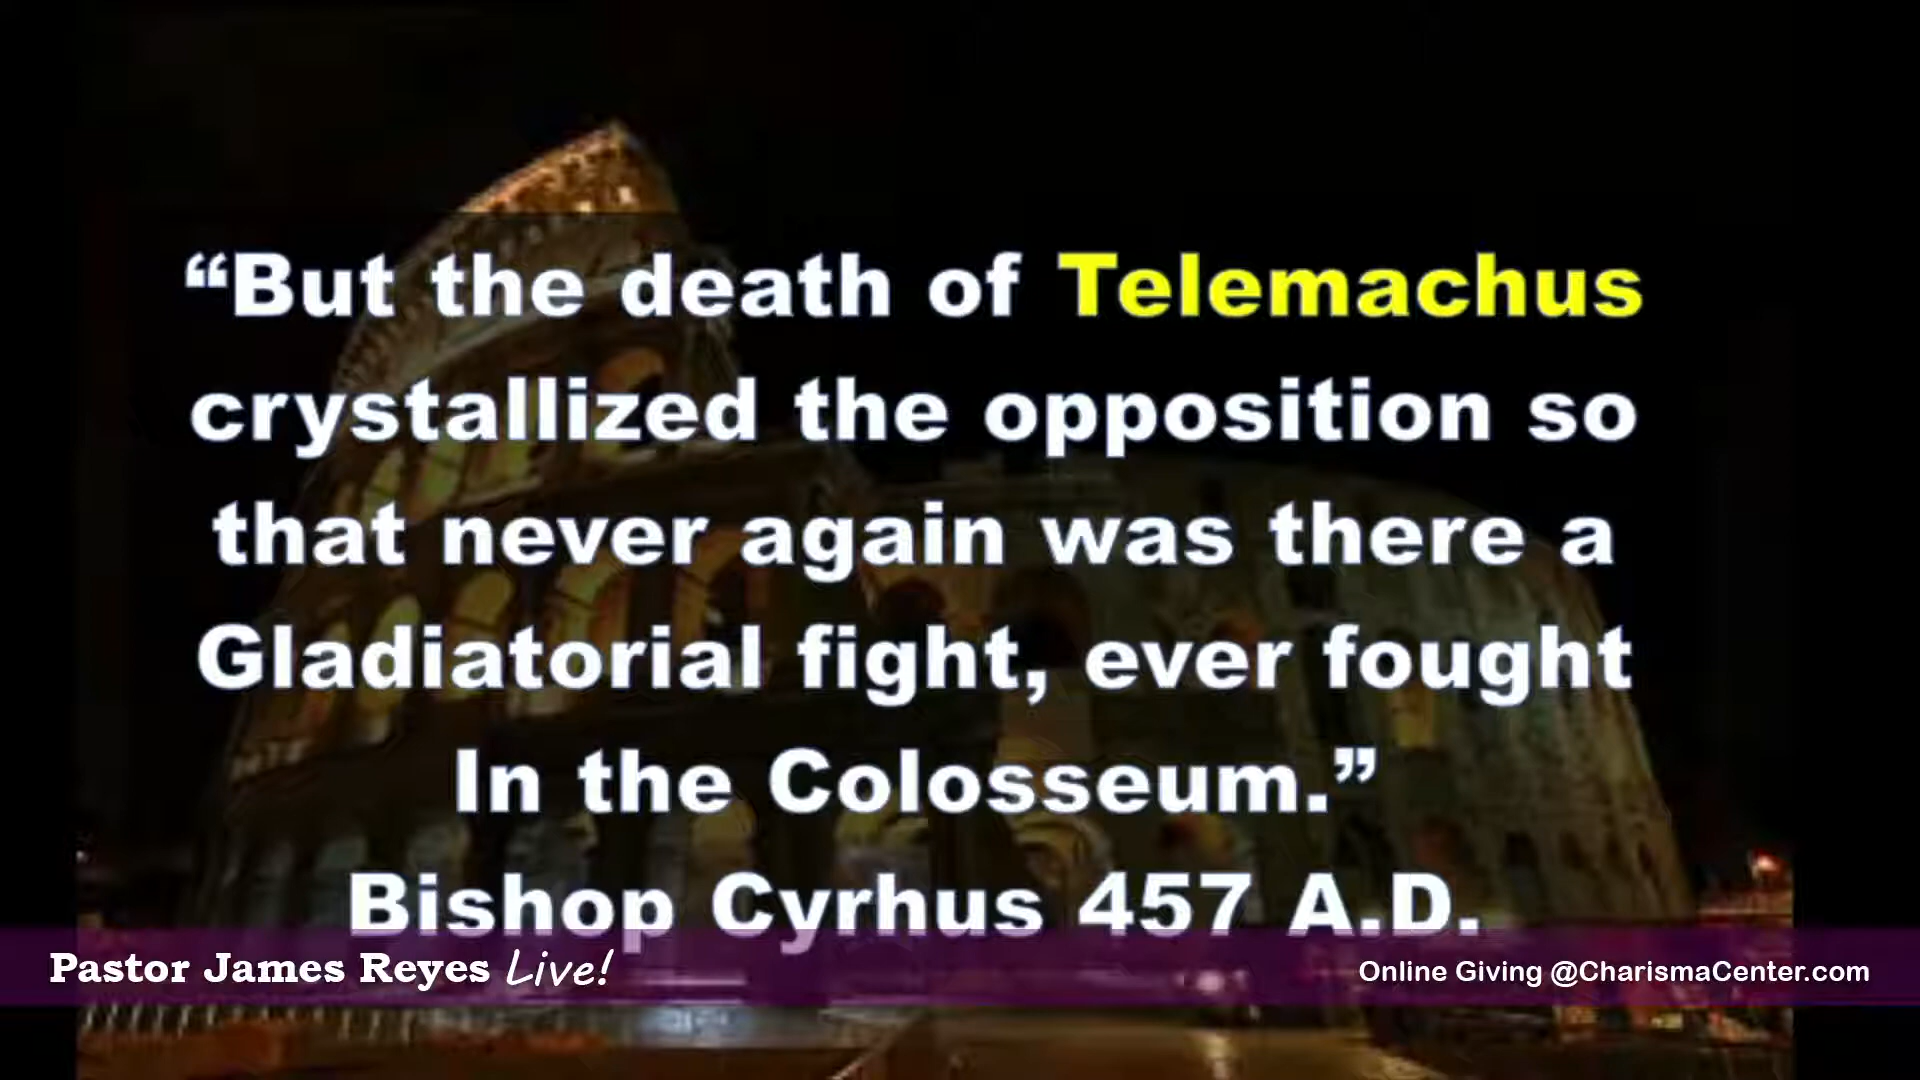 “But the death of Telemachus
crystallized the opposition so
that never again was there a
Gladiatorial fight, ever fought
In the Colosseum.”
Bishop Cyrhus 457 A.D.
Pastor James Reyes Live!
Online Giving @CharismaCenter.com